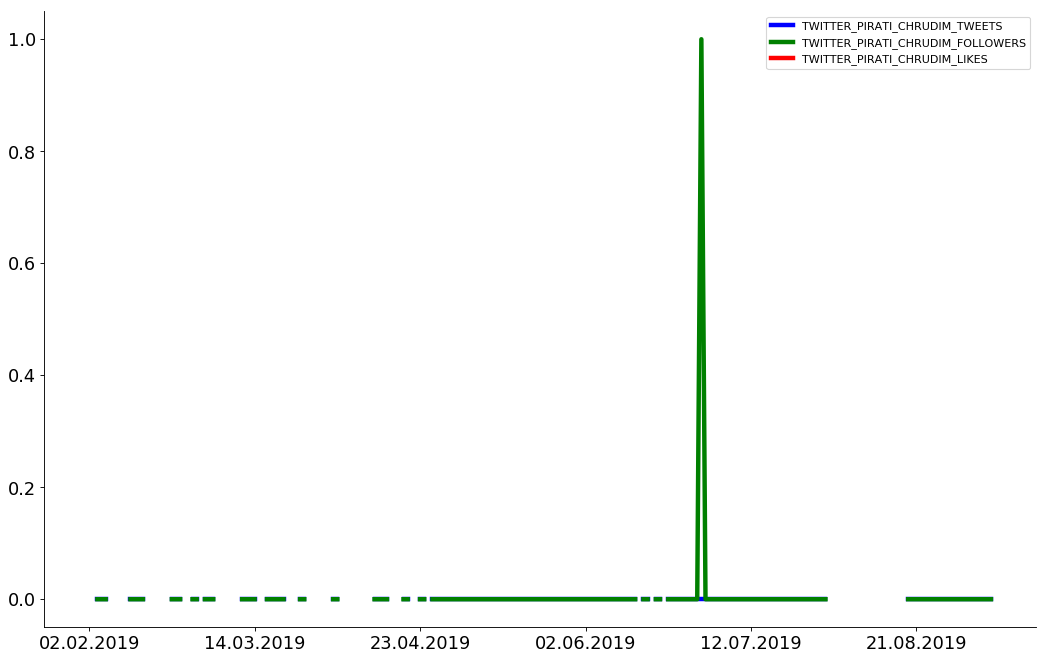 TWITTER_PIRATI_CHRUDIM_TWEETS
TWITTER_PIRATI_CHRUDIM_FOLLOWERS
TWITTER_PIRATI_CHRUDIM_LIKES
1.0
0.8
0.6
0.4
0.2
0.0
02.02.2019 14.03.2019 23.04.2019 02.06.2019 12.07.2019 21.08.2019